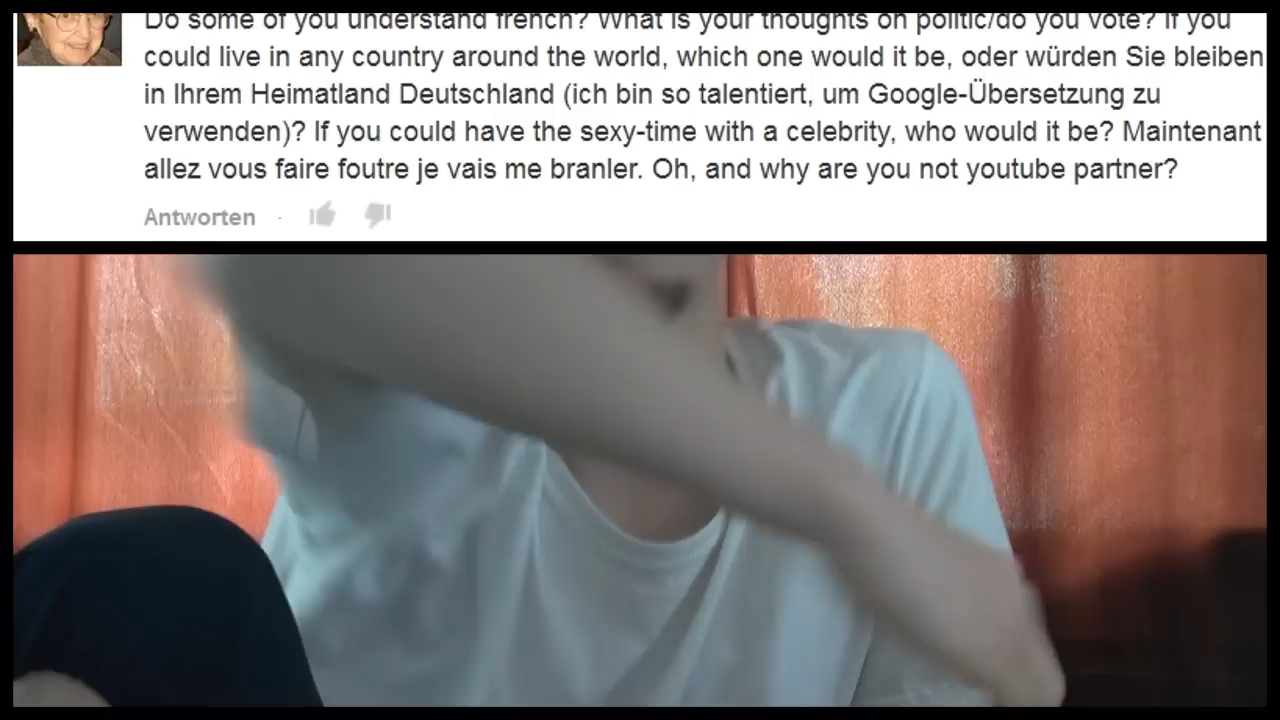 Do some of you understand french? What is your thoughts on politic/do you vote? If you
could live in any country around the world, which one would it be, oder würden Sie bleiben
in Ihrem Heimatland Deutschland (ich bin so talentiert, um Google-Übersetzung zu
verwenden)? If you could have the sexy-time with a celebrity, who would it be? Maintenant
allez vous faire foutre je vais me branler. Oh, and why are you not youtube partner?
Antworten ·